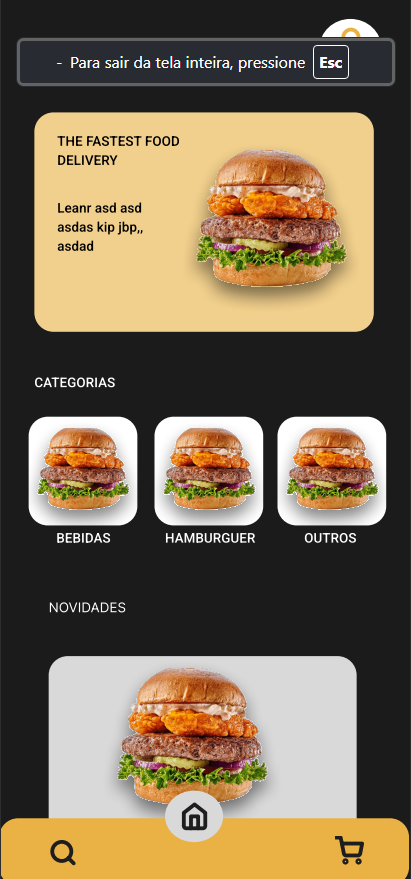 - Para sair da tela inteira, pressione Esc
THE FASTEST FOOD
DELIVERY
Leanr asd asd
asdas kip jbp,,
asdad
CATEGORIAS
BEBIDAS HAMBURGUER OUTROS
NOVIDADES